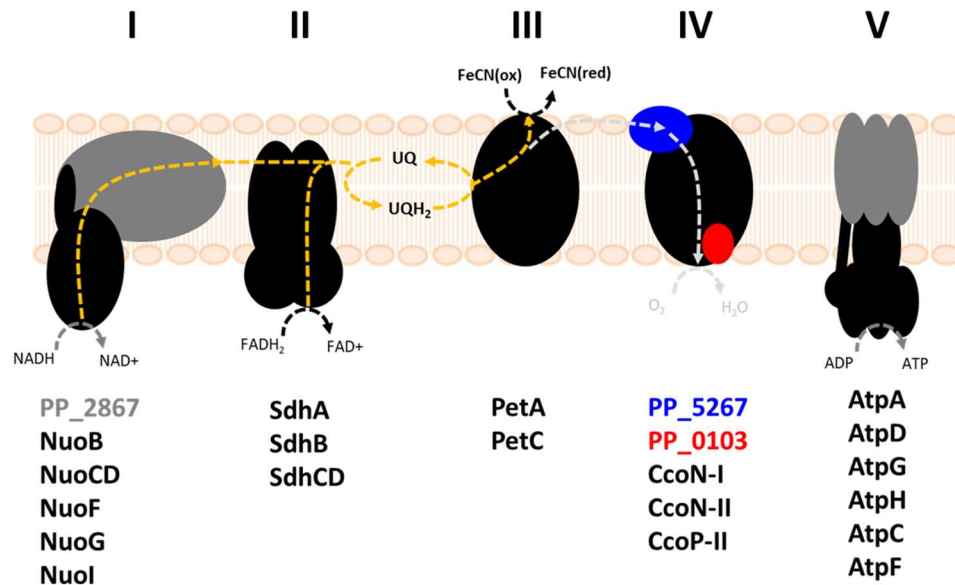 I II III IV V
FeCN(ox) FeCN(red)
UQ
UQH2
O2 H2O
NADH NAD+
FADH2 FAD+
ADP ATP
PP_2867
NuoB
NuoCD
NuoF
NuoG
NuoI
SdhA
SdhB
SdhCD
PetA
PetC
PP_5267
PP_0103
CcoN-I
CcoN-II
CcoP-II
AtpA
AtpD
AtpG
AtpH
AtpC
AtpF